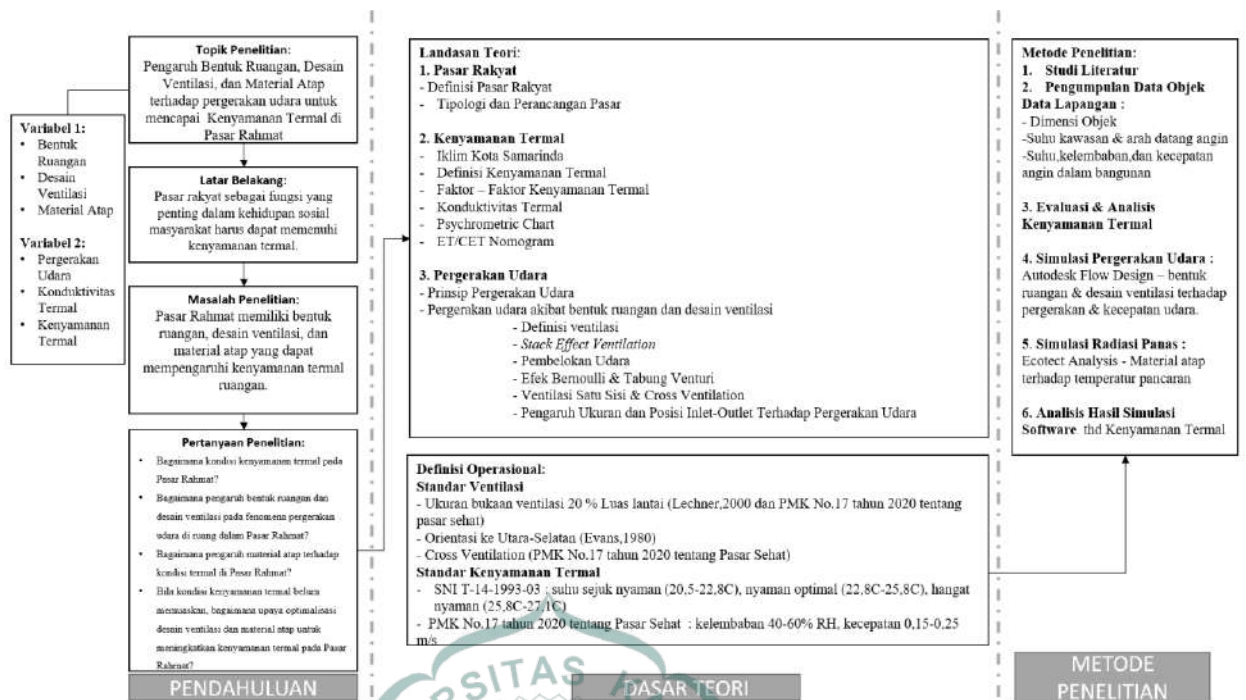 Topik Penelitian:
Pengaruh Bentuk Ruangan, Desain
Ventilasi, dan Material Atap
terhadap pergerakan udara untuk
mencapai Kenyamanan Termal di
Pasar Rahmat
Variabel 1:
• Bentuk
Ruangan
• Desain
Ventilasi
• Material Atap
Variabel 2:
• Pergerakan
Udara
• Konduktivitas
Termal
• Kenyamanan
Termal
Latar Belakang:
Pasar rakyat sebagai fungsi yang
penting dalam kehidupan sosial
masyarakat harus dapat memenuhi
kenyamanan termal.
Masalah Penelitian:
Pasar Rahmat memiliki bentuk
ruangan, desain ventilasi, dan
material atap yang dapat
mempengaruhi kenyamanan termal
ruangan.
Pertanyaan Penelitian:
• Bagaimana kondisi kenyamanan termal pada
Pasar Rahmat?
• Bagaimana pengaruh bentuk ruangan dan
desain ventilasi pada fenomena pergerakan
udara di ruang dalam Pasar Rahmat?
• Bagaimana pengaruh material atap terhadap
kondisi termal di Pasar Rahmat?
• Bila kondisi kenyamanan termal belum
memuaskan, bagaimana upaya optimalisasi
desain ventilasi dan material atap untuk
meningkatkan kenyamanan termal pada Pasar
Rahmat?
PENDAHULUAN
Landasan Teori:
1. Pasar Rakyat
- Definisi Pasar Rakyat
- Tipologi dan Perancangan Pasar
2. Kenyamanan Termal
- Iklim Kota Samarinda
- Definisi Kenyamanan Termal
- Faktor – Faktor Kenyamanan Termal
- Konduktivitas Termal
- Psychrometric Chart
- ET/CET Nomogram
3. Pergerakan Udara
- Prinsip Pergerakan Udara
- Pergerakan udara akibat bentuk ruangan dan desain ventilasi
- Definisi ventilasi
- Stack Effect Ventilation
- Pembelokan Udara
- Efek Bernoulli & Tabung Venturi
- Ventilasi Satu Sisi & Cross Ventilation
- Pengaruh Ukuran dan Posisi Inlet-Outlet Terhadap Pergerakan Udara
Definisi Operasional:
Standar Ventilasi
- Ukuran bukaan ventilasi 20 % Luas lantai (Lechner,2000 dan PMK No.17 tahun 2020 tentang
pasar sehat)
- Orientasi ke Utara-Selatan (Evans,1980)
- Cross Ventilation (PMK No.17 tahun 2020 tentang Pasar Sehat)
Standar Kenyamanan Termal
- SNI T-14-1993-03 : suhu sejuk nyaman (20,5-22,8C), nyaman optimal (22,8C-25,8C), hangat
nyaman (25,8C-27,1C)
- PMK No.17 tahun 2020 tentang Pasar Sehat : kelembaban 40-60% RH, kecepatan 0,15-0.25
m/s
SITAS
DASAR TEORI
Metode Penelitian:
1. Studi Literatur
2. Pengumpulan Data Objek
Data Lapangan :
- Dimensi Objek
-Suhu kawasan & arah datang angin
-Suhu,kelembaban,dan kecepatan
angin dalam bangunan
3. Evaluasi & Analisis
Kenyamanan Termal
4. Simulasi Pergerakan Udara :
Autodesk Flow Design – bentuk
ruangan & desain ventilasi terhadap
pergerakan & kecepatan udara.
5. Simulasi Radiasi Panas :
Ecotect Analysis - Material atap
terhadap temperatur pancaran
6. Analisis Hasil Simulasi
Software thd Kenyamanan Termal
METODE
PENELITIAN